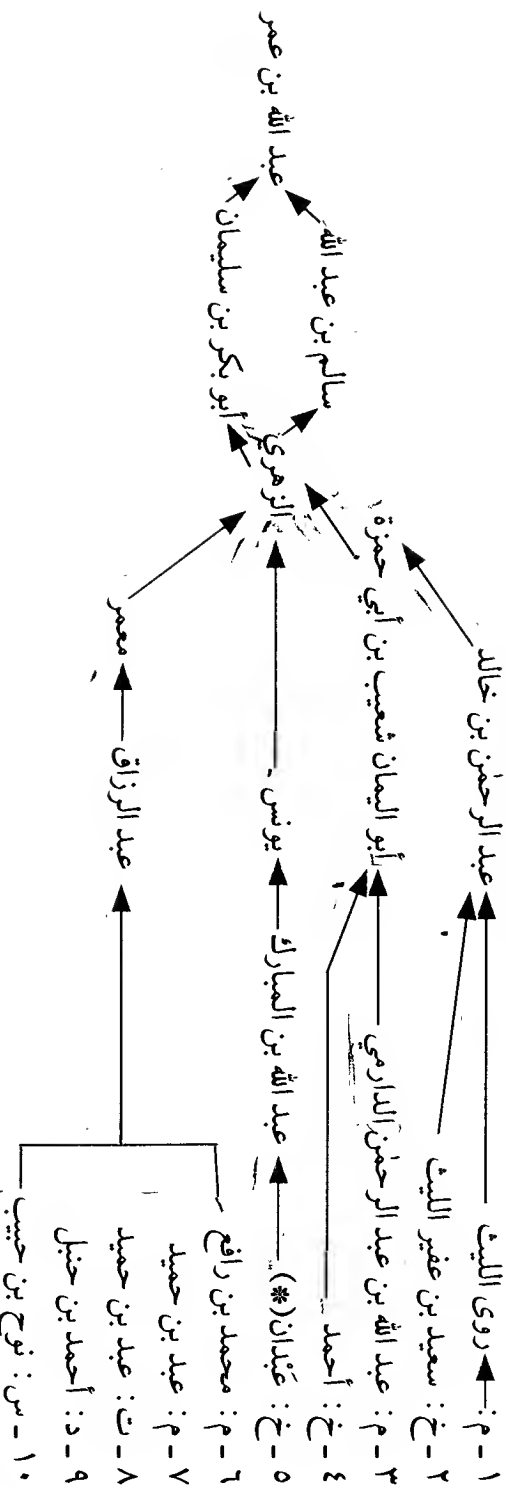 عبد الله بن عمر
سالم بن عبد الله
أبو بكر بن سليمان
الزهري
عبد الرحمٰن بن خالد
أبو اليمان شعيب بن أبي حمزة
يونس
معمر
عبد الله بن المبارك
عبد الرزاق
١ - م: روى الليث
٢ - خ: سعيد بن عفير الليث
٣ - م: عبد الله بن عبد الرحمٰن الدارمي
٤ - خ: أحمد
٥ - خ: عَبْدان (*)
٦ - م: محمد بن رافع
٧ - م: عبد بن حميد
٨ - ت: عبد بن حميد
٩ - د: أحمد بن حنبل
١٠ - س: نوح بن حبيب